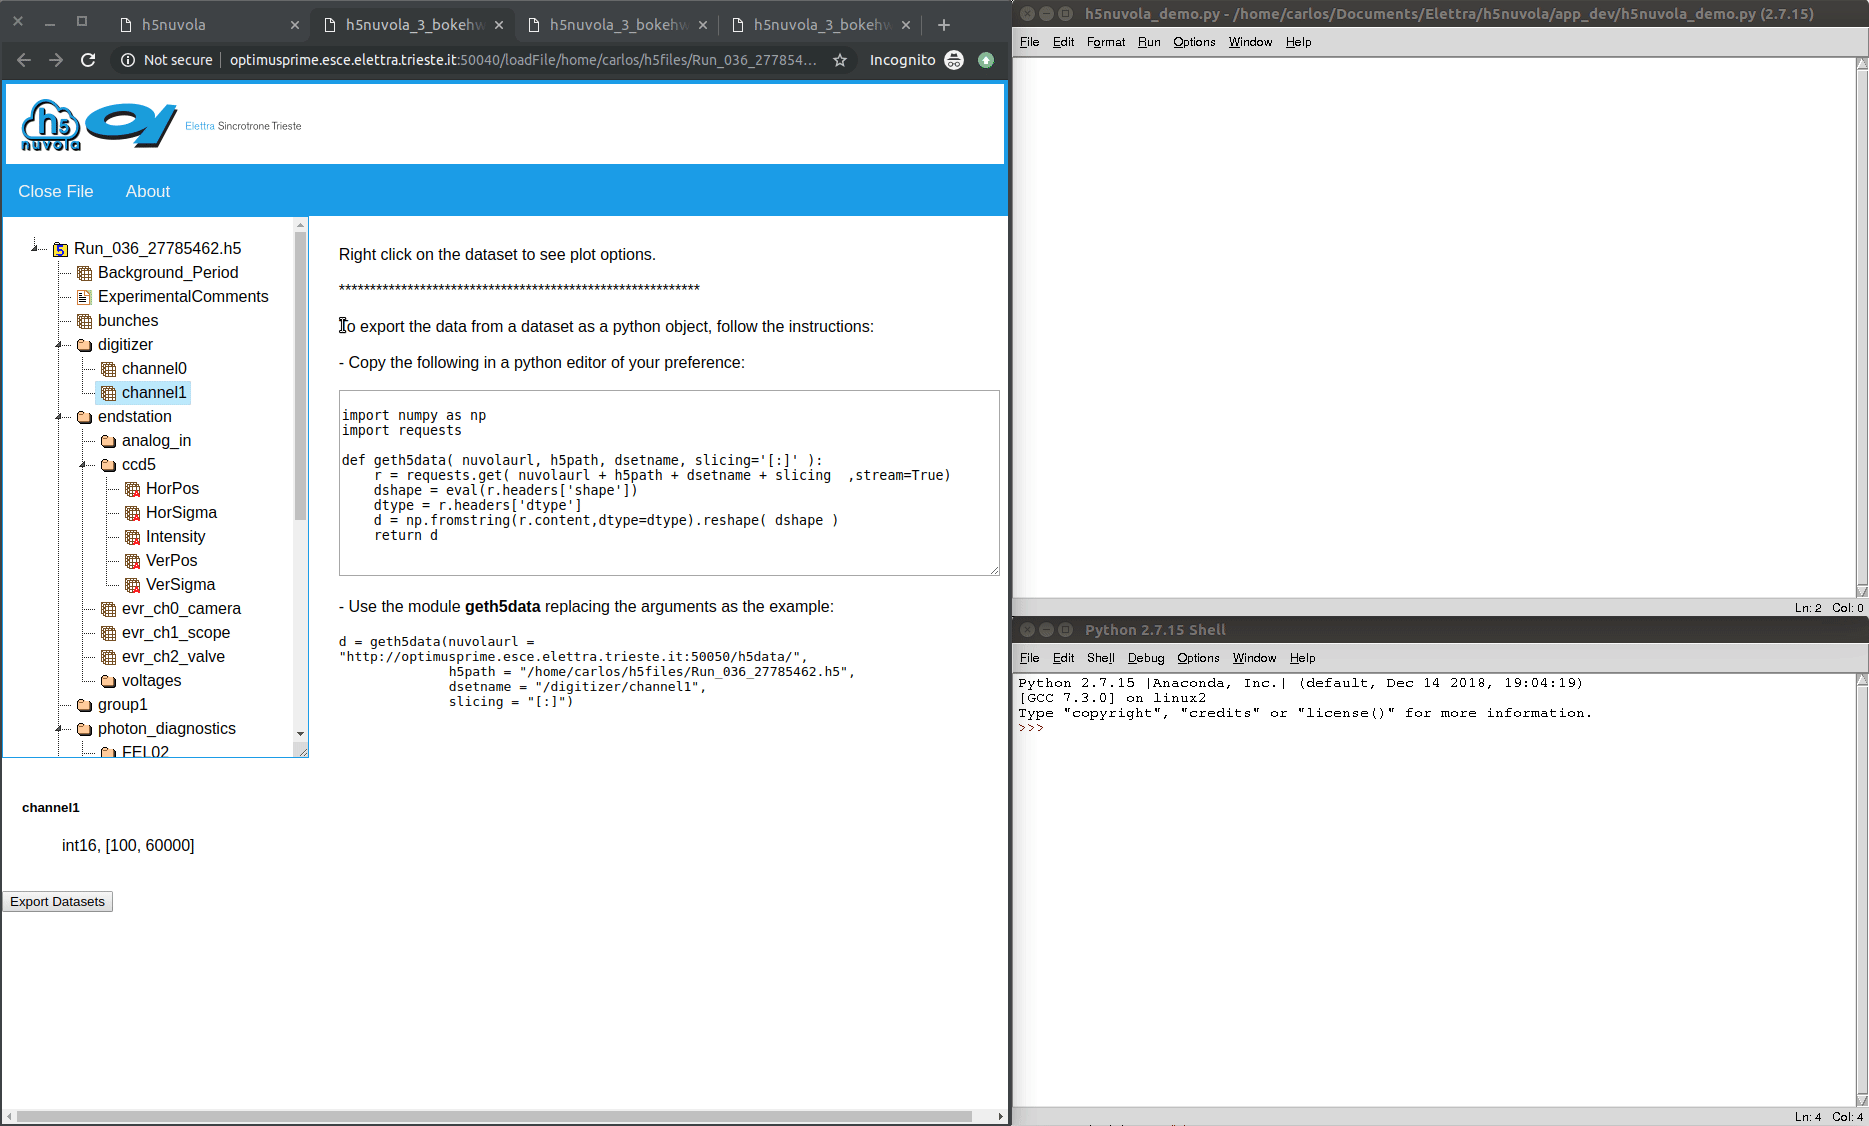 h5nuvola
h5nuvola_3_bokehw
h5nuvola_3_bokehw
h5nuvola_3_bokehw
Not secure
optimusprime.esce.elettra.trieste.it:50040/loadFile/home/carlos/h5files/Run_036_277854...
Incognito
h5
nuvola
Elettra Sincrotrone Trieste
Close File
About
Run_036_27785462.h5
Background_Period
ExperimentalComments
bunches
digitizer
channel0
channel1
endstation
analog_in
ccd5
HorPos
HorSigma
Intensity
VerPos
VerSigma
evr_ch0_camera
evr_ch1_scope
evr_ch2_valve
voltages
group1
photon_diagnostics
FEL02
channel1
int16, [100, 60000]
Export Datasets
Right click on the dataset to see plot options.
**********************************************************
To export the data from a dataset as a python object, follow the instructions:
- Copy the following in a python editor of your preference:
import numpy as np
import requests
def geth5data( nuvolaurl, h5path, dsetname, slicing='[:]' ):
    r = requests.get( nuvolaurl + h5path + dsetname + slicing  ,stream=True)
    dshape = eval(r.headers['shape'])
    dtype = r.headers['dtype']
    d = np.fromstring(r.content,dtype=dtype).reshape( dshape )
    return d
- Use the module geth5data replacing the arguments as the example:
d = geth5data(nuvolaurl =
"http://optimusprime.esce.elettra.trieste.it:50050/h5data/",
              h5path = "/home/carlos/h5files/Run_036_27785462.h5",
              dsetname = "/digitizer/channel1",
              slicing = "[:]")
h5nuvola_demo.py - /home/carlos/Documents/Elettra/h5nuvola/app_dev/h5nuvola_demo.py (2.7.15)
File Edit Format Run Options Window Help
Ln: 2 Col: 0
Python 2.7.15 Shell
File Edit Shell Debug Options Window Help
Python 2.7.15 |Anaconda, Inc.| (default, Dec 14 2018, 19:04:19)
[GCC 7.3.0] on linux2
Type "copyright", "credits" or "license()" for more information.
>>>
Ln: 4 Col: 4